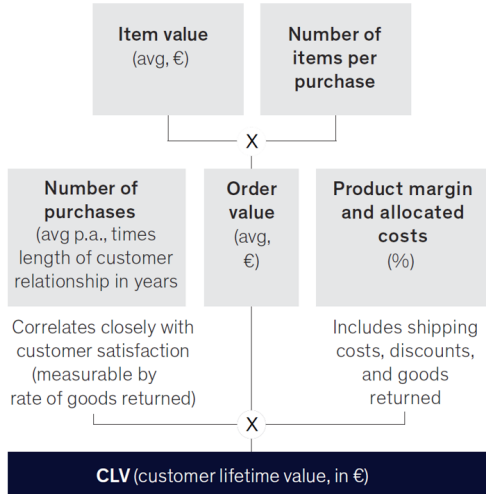 Item value
(avg, €)
Number of
items per
purchase
X
Number of
purchases
(avg p.a., times
length of customer
relationship in years
Order
value
(avg,
€)
Product margin
and allocated
costs
(%)
Correlates closely with
customer satisfaction
(measurable by
rate of goods returned)
Includes shipping
costs, discounts,
and goods
returned
X
CLV (customer lifetime value, in €)